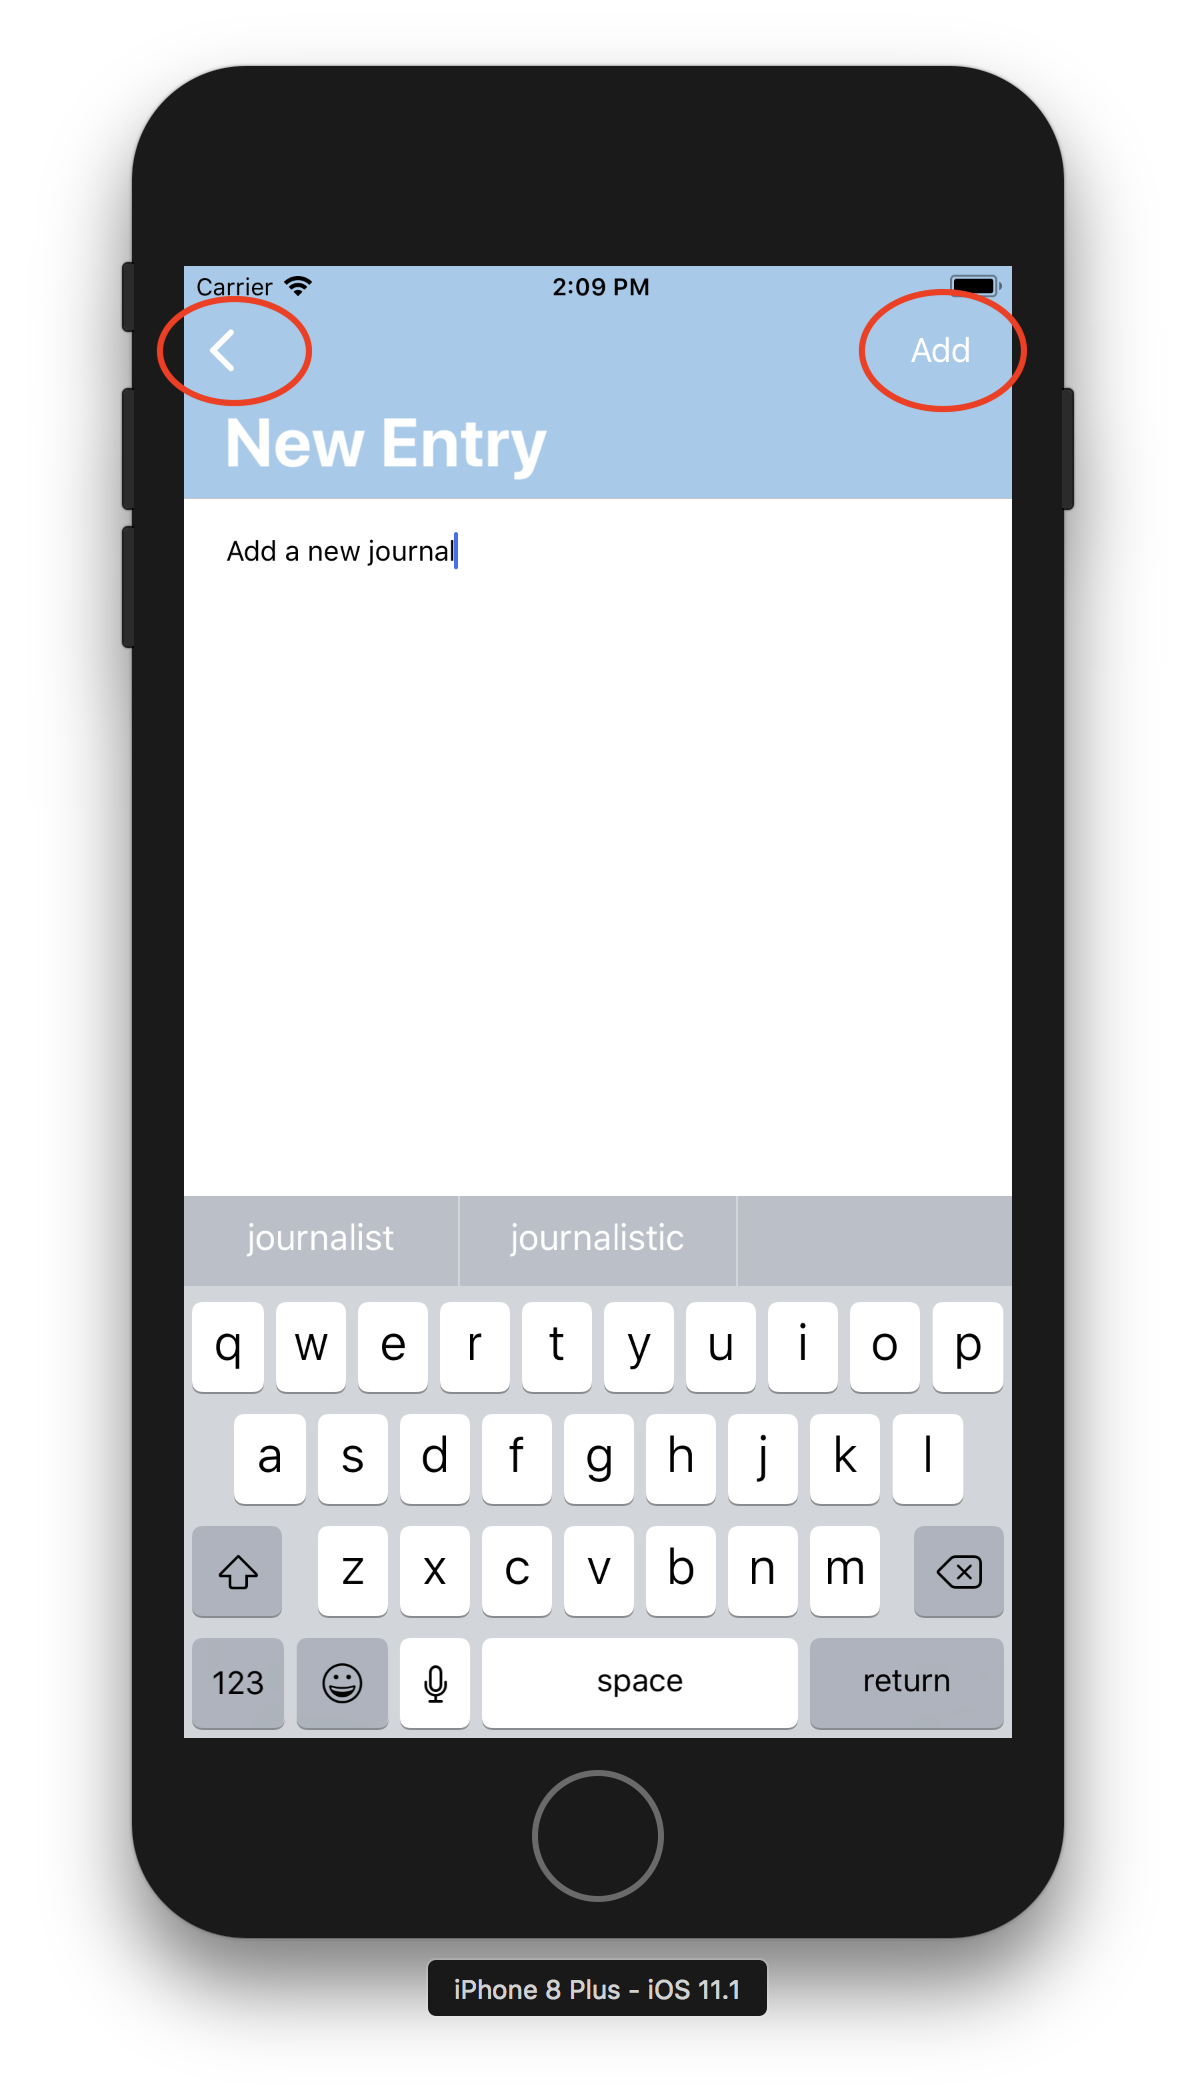 Carrier 2:09 PM
Add
New Entry
Add a new journal
journalist journalistic
q w e r t y u i o p
a s d f g h j k l
z x c v b n m
123 space return
iPhone 8 Plus - iOS 11.1